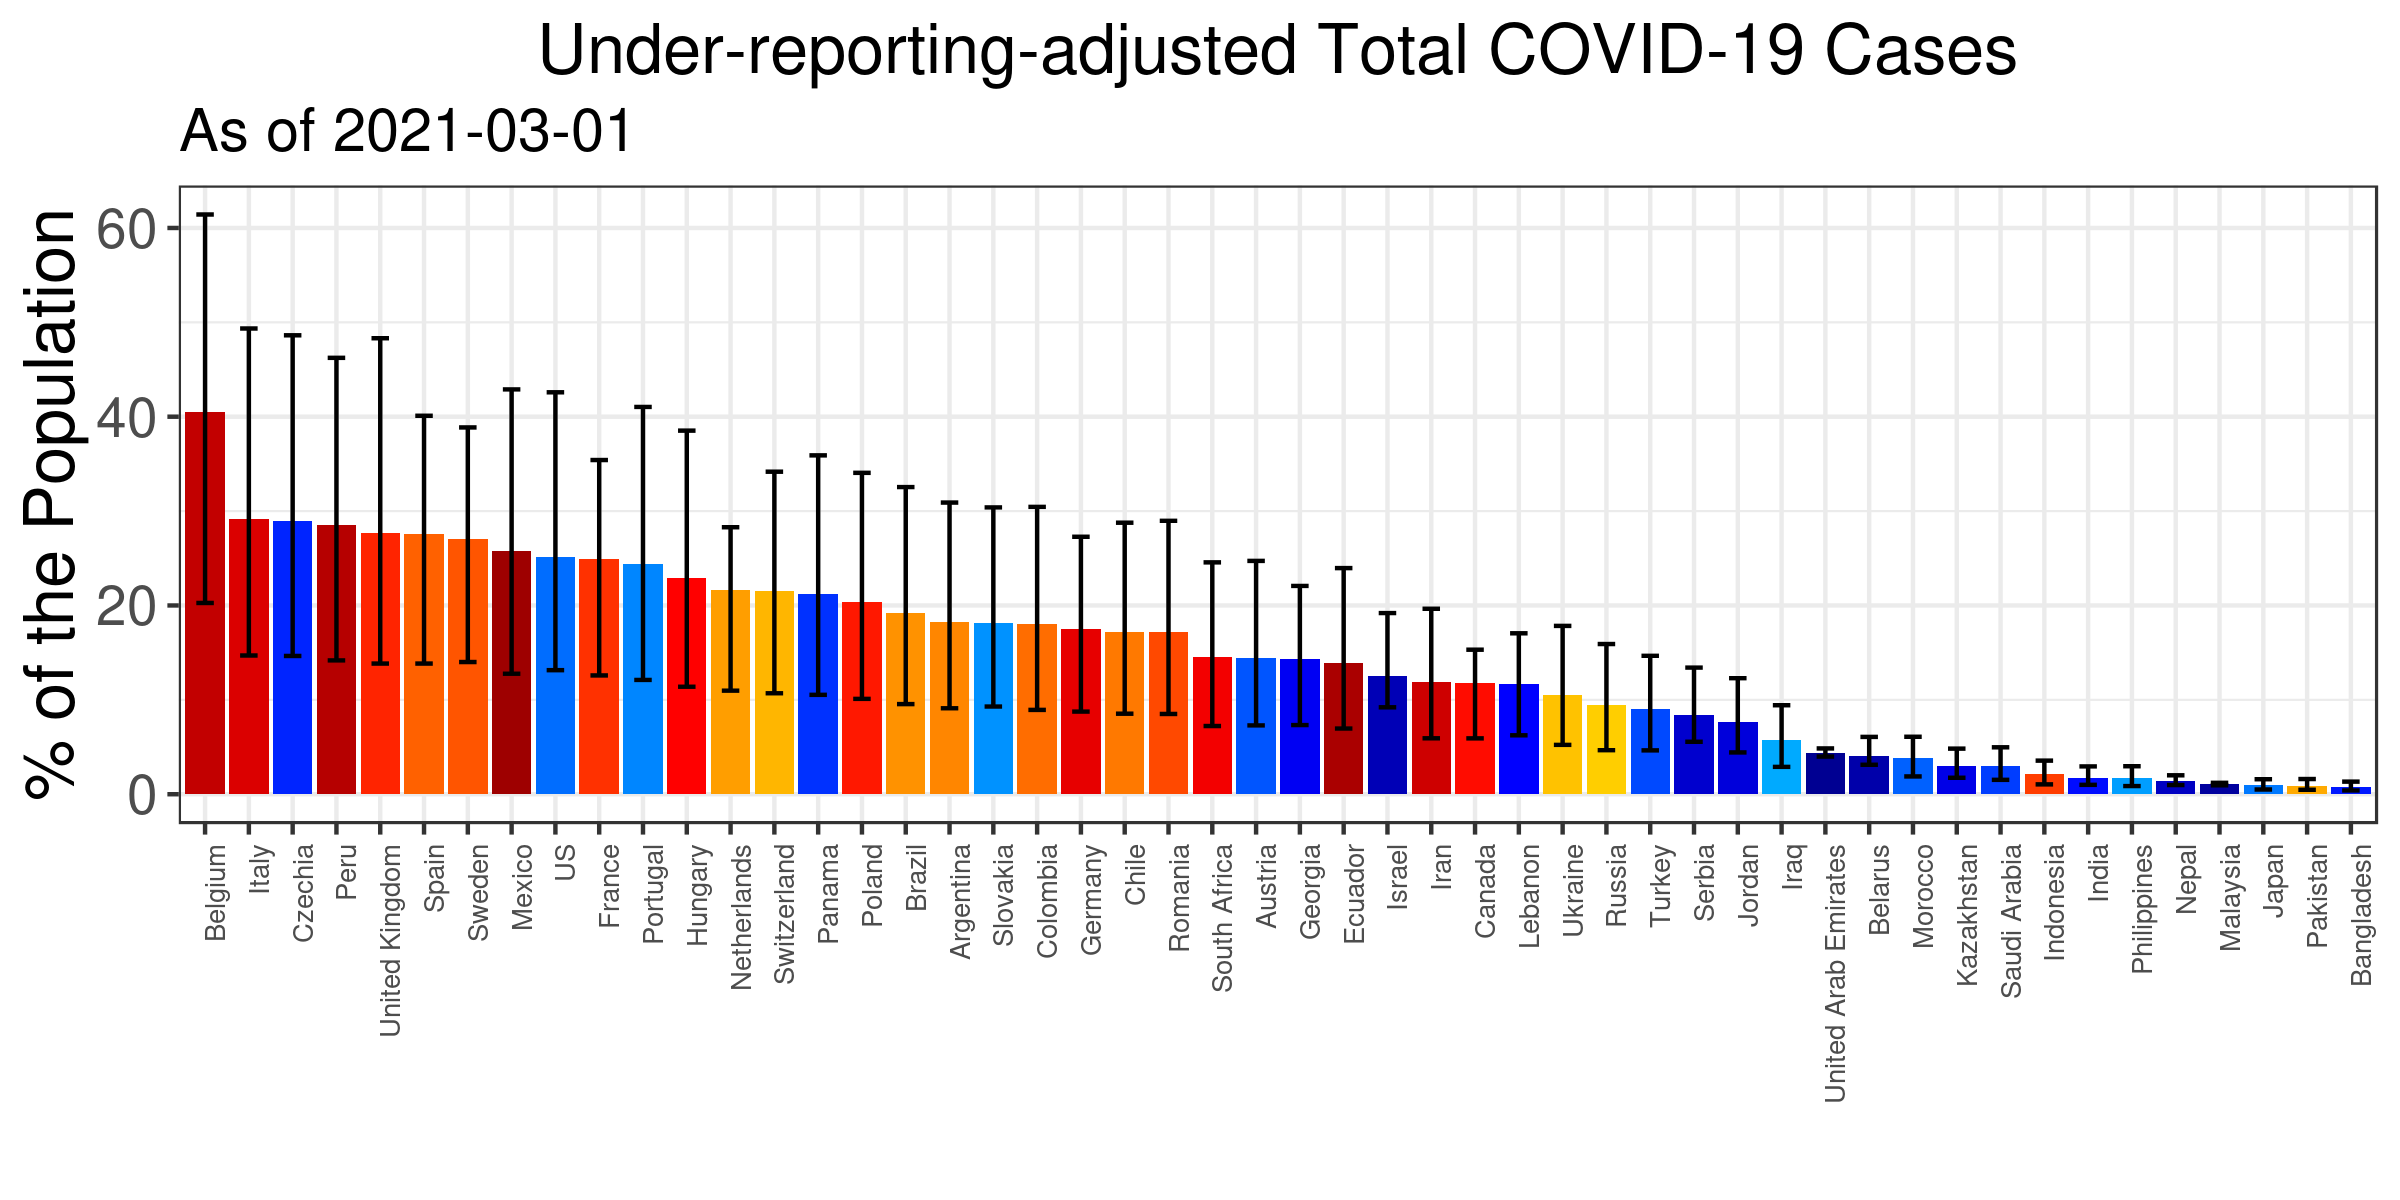 Under-reporting-adjusted Total COVID-19 Cases
As of 2021-03-01
% of the Population
60
40
20
0
Belgium
Italy
Czechia
Peru
United Kingdom
Spain
Sweden
Mexico
US
France
Portugal
Hungary
Netherlands
Switzerland
Panama
Poland
Brazil
Argentina
Slovakia
Colombia
Germany
Chile
Romania
South Africa
Austria
Georgia
Ecuador
Israel
Iran
Canada
Lebanon
Ukraine
Russia
Turkey
Serbia
Jordan
Iraq
United Arab Emirates
Belarus
Morocco
Kazakhstan
Saudi Arabia
Indonesia
India
Philippines
Nepal
Malaysia
Japan
Pakistan
Bangladesh